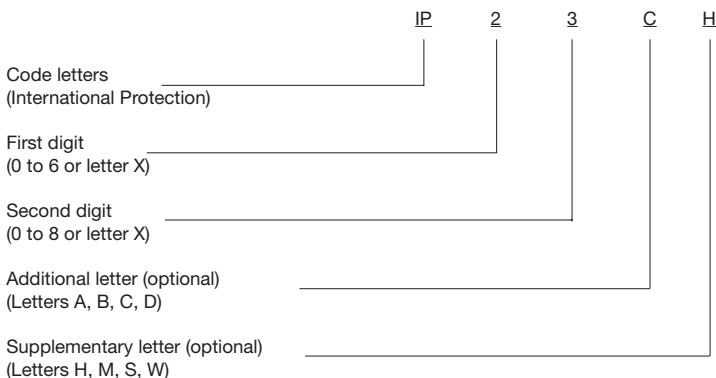 IP 2 3 C H
Code letters
(International Protection)
First digit
(0 to 6 or letter X)
Second digit
(0 to 8 or letter X)
Additional letter (optional)
(Letters A, B, C, D)
Supplementary letter (optional)
(Letters H, M, S, W)